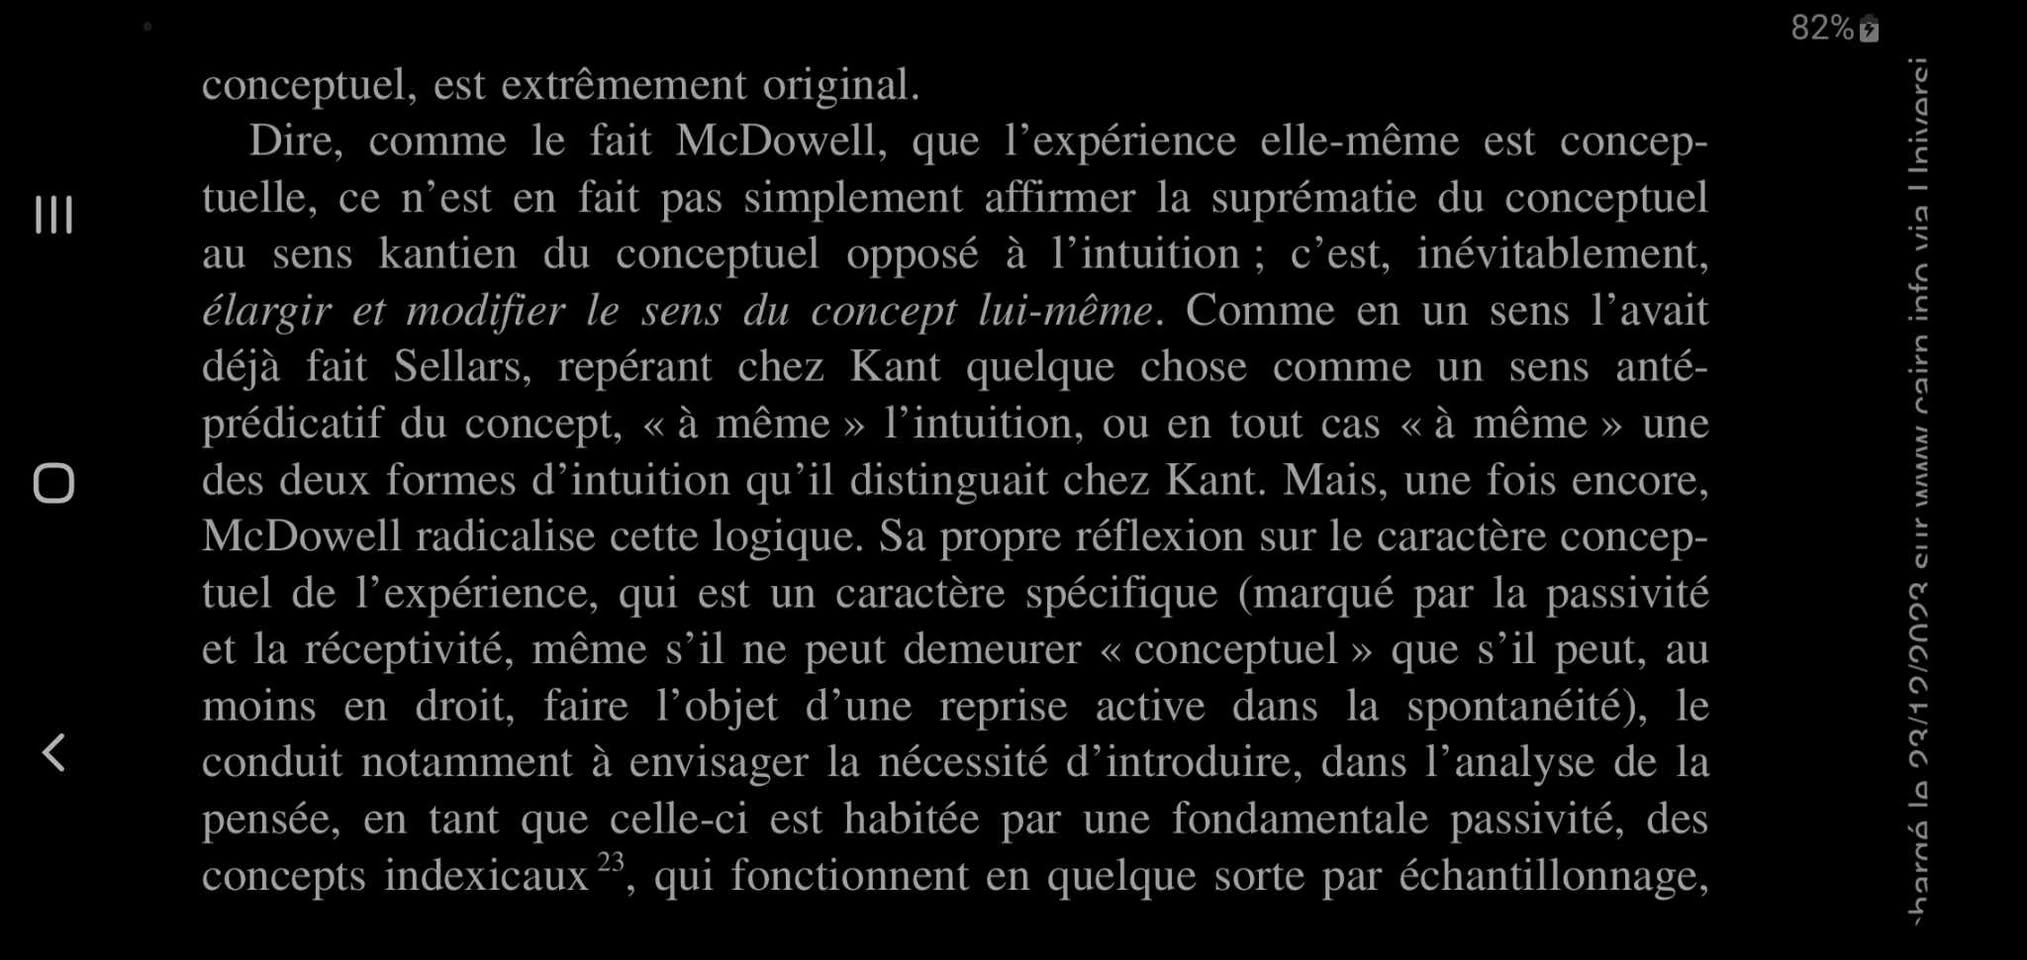 82%
conceptuel, est extrêmement original.
Dire, comme le fait McDowell, que l’expérience elle-même est concep-
tuelle, ce n’est en fait pas simplement affirmer la suprématie du conceptuel
au sens kantien du conceptuel opposé à l’intuition ; c’est, inévitablement,
élargir et modifier le sens du concept lui-même. Comme en un sens l’avait
déjà fait Sellars, repérant chez Kant quelque chose comme un sens anté-
prédicatif du concept, « à même » l’intuition, ou en tout cas « à même » une
des deux formes d’intuition qu’il distinguait chez Kant. Mais, une fois encore,
McDowell radicalise cette logique. Sa propre réflexion sur le caractère concep-
tuel de l’expérience, qui est un caractère spécifique (marqué par la passivité
et la réceptivité, même s’il ne peut demeurer « conceptuel » que s’il peut, au
moins en droit, faire l’objet d’une reprise active dans la spontanéité), le
conduit notamment à envisager la nécessité d’introduire, dans l’analyse de la
pensée, en tant que celle-ci est habitée par une fondamentale passivité, des
concepts indexicaux 23, qui fonctionnent en quelque sorte par échantillonnage,
le 23/12/2023 sur www.cairn.info via